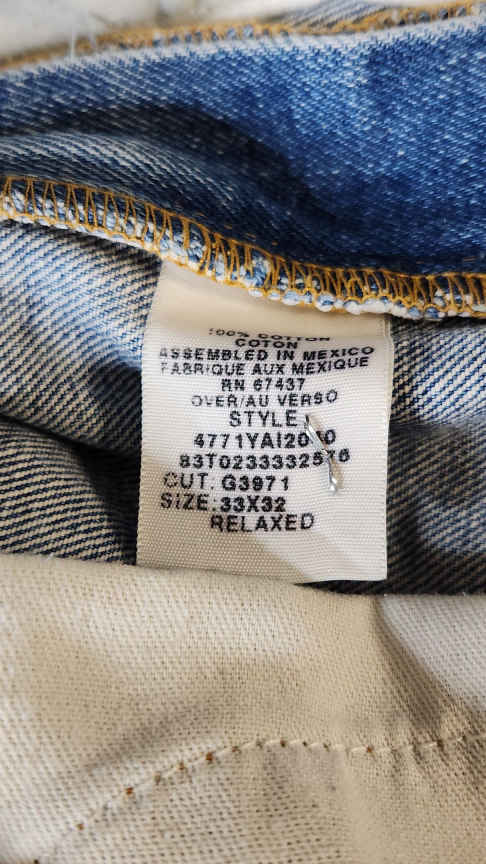 100% COTTON
COTON
ASSEMBLED IN MEXICO
FABRIQUE AUX MEXIQUE
RN 67437
OVER/AU VERSO
STYLE
83T0233332576
CUT: G3971
SIZE: 33X32
RELAXED